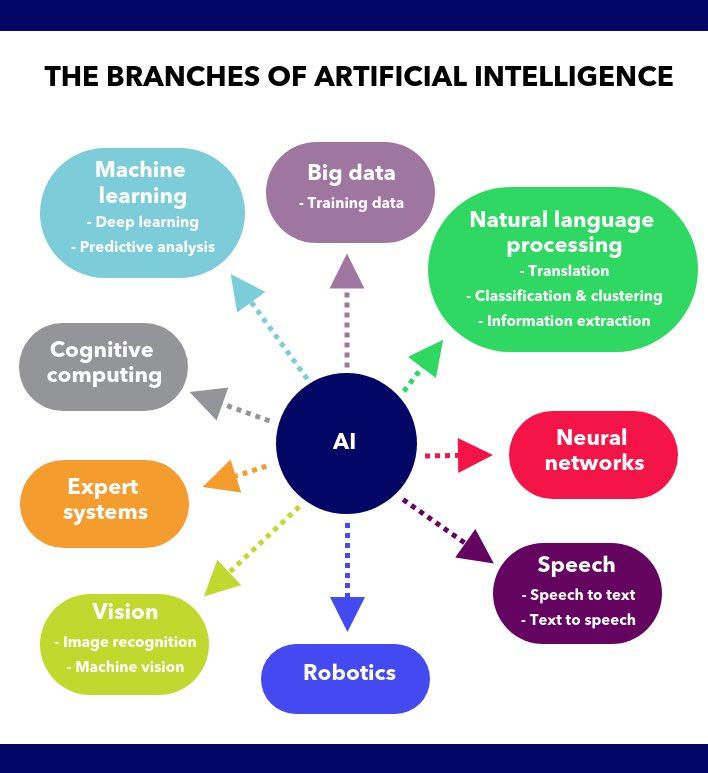 THE BRANCHES OF ARTIFICIAL INTELLIGENCE
Machine
learning
- Deep learning
- Predictive analysis
Big data
- Training data
Natural language
processing
- Translation
- Classification & clustering
- Information extraction
Cognitive
computing
AI
Neural
networks
Expert
systems
Speech
- Speech to text
- Text to speech
Vision
- Image recognition
- Machine vision
Robotics